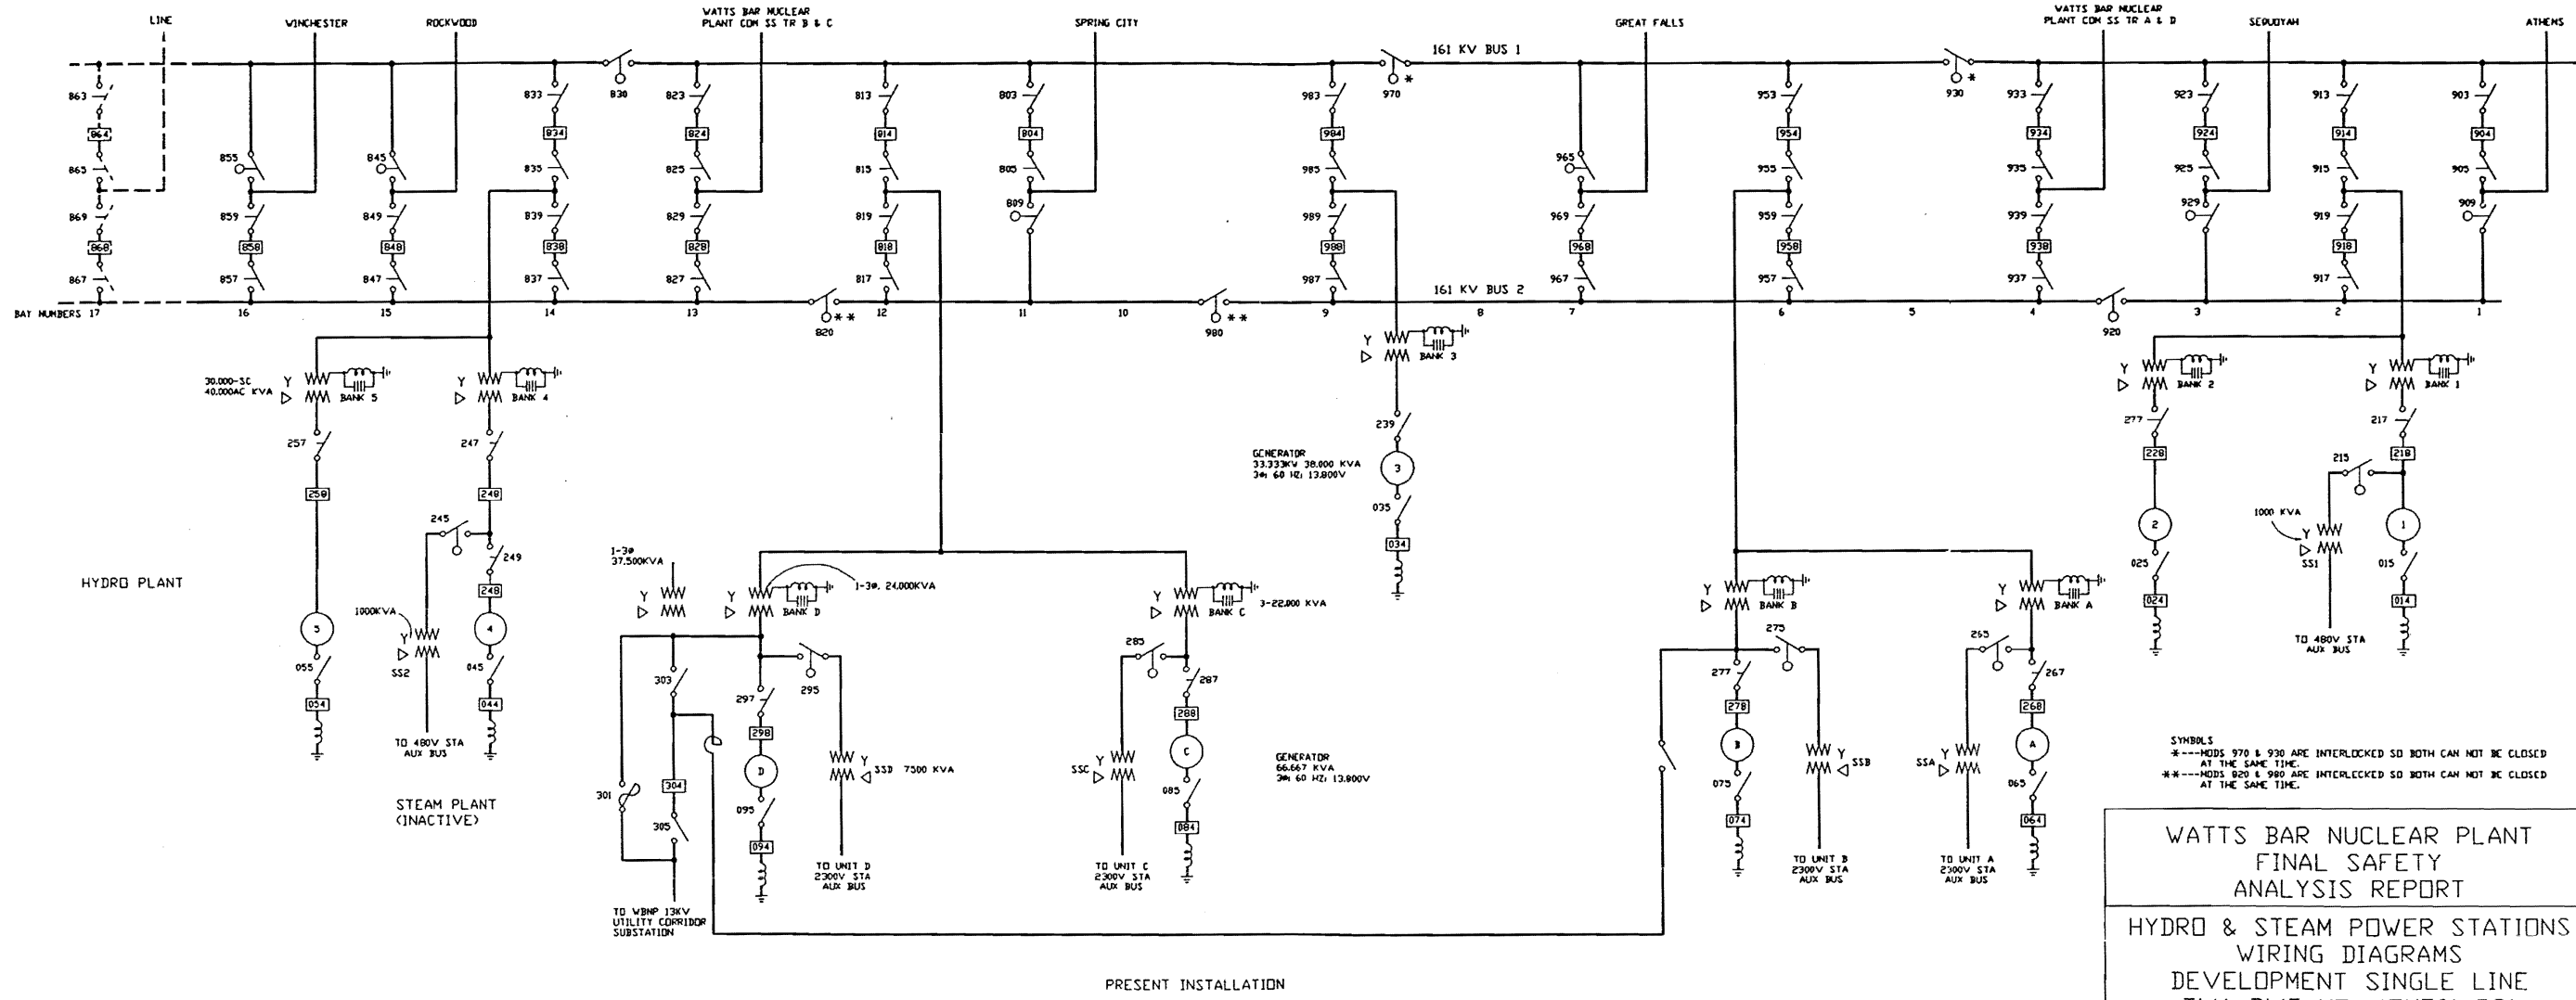 LINE
WINCHESTER
ROCKWOOD
WATTS BAR NUCLEAR
PLANT COM SS TR B & C
SPRING CITY
GREAT FALLS
WATTS BAR NUCLEAR
PLANT COM SS TR A & D
SEQUOYAH
ATHENS
161 KV BUS 1
830
970 *
930 *
863
833
823
813
803
983
953
933
923
913
903
864
834
824
814
804
984
954
934
924
914
904
865
855
845
835
825
815
805
985
965
955
935
925
915
905
869
859
849
839
829
819
809
989
969
959
939
929
919
909
868
858
848
838
828
818
988
968
958
938
918
867
857
847
837
827
817
987
967
957
937
917
161 KV BUS 2
BAY NUMBERS 17
16
15
14
13
12
11
10
9
8
7
6
5
4
3
2
1
820 **
980 **
920
30.000-SC
40.000AC KVA
Y
BANK 5
Y
BANK 4
Y
BANK 3
Y
BANK 2
Y
BANK 1
257
247
239
277
217
258
248
228
218
245
249
248
215
GENERATOR
33.333KW 38.000 KVA
3ø; 60 HZ; 13.800V
3
035
034
1000 KVA
Y
SS1
2
1
025
015
024
014
TO 480V STA
AUX BUS
HYDRO PLANT
1000KVA
Y
SS2
5
4
055
045
054
044
TO 480V STA
AUX BUS
STEAM PLANT
(INACTIVE)
1-3ø
37.500KVA
Y
Y
BANK D
1-3ø, 24.000KVA
Y
BANK C
3-22.000 KVA
Y
BANK B
Y
BANK A
303
297
295
285
287
277
275
265
267
298
288
278
268
301
304
305
D
C
B
A
Y
SSD 7500 KVA
SSC
Y
Y
SSB
SSA
Y
GENERATOR
66.667 KVA
3ø; 60 HZ; 13.800V
095
085
075
065
094
084
074
064
TO UNIT D
2300V STA
AUX BUS
TO UNIT C
2300V STA
AUX BUS
TO UNIT B
2300V STA
AUX BUS
TO UNIT A
2300V STA
AUX BUS
TO WBNP 13KV
UTILITY CORRIDOR
SUBSTATION
SYMBOLS
*---MODS 970 & 930 ARE INTERLOCKED SO BOTH CAN NOT BE CLOSED
AT THE SAME TIME.
**---MODS 820 & 980 ARE INTERLECKED SO BOTH CAN NOT BE CLOSED
AT THE SAME TIME.
PRESENT INSTALLATION
WATTS BAR NUCLEAR PLANT
FINAL SAFETY
ANALYSIS REPORT
HYDRO & STEAM POWER STATIONS
WIRING DIAGRAMS
DEVELOPMENT SINGLE LINE